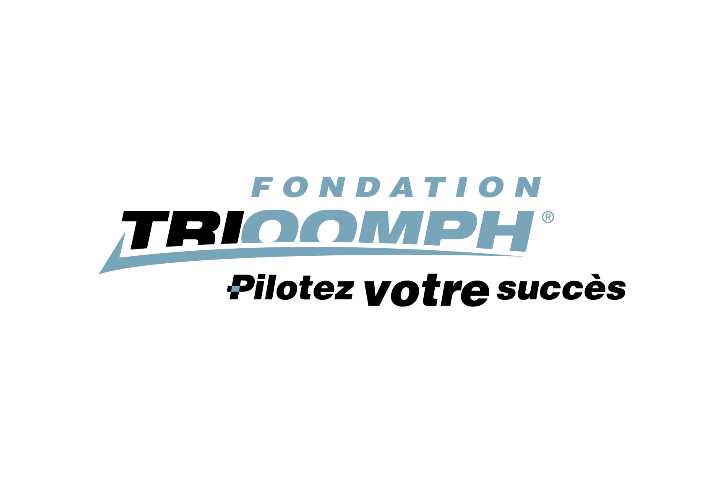 FONDATION
TRIOOMPH®
Pilotez votre succès